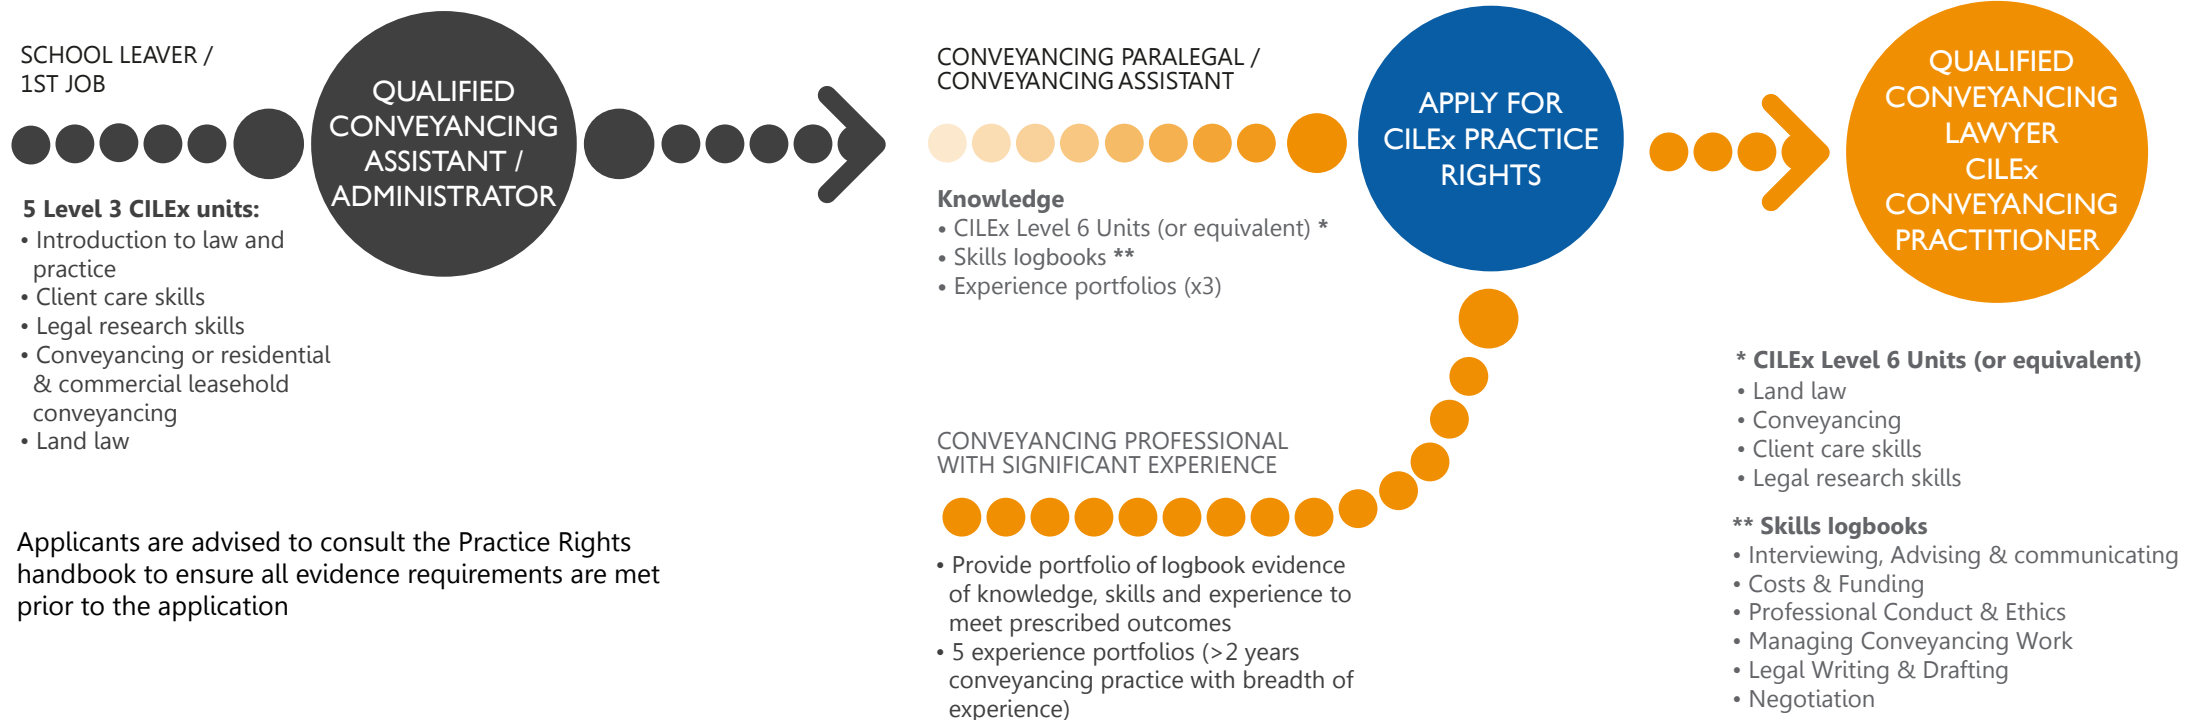 SCHOOL LEAVER /
1ST JOB
QUALIFIED
CONVEYANCING
ASSISTANT /
ADMINISTRATOR
5 Level 3 CILEx units:
• Introduction to law and
practice
• Client care skills
• Legal research skills
• Conveyancing or residential
& commercial leasehold
conveyancing
• Land law
Applicants are advised to consult the Practice Rights
handbook to ensure all evidence requirements are met
prior to the application
CONVEYANCING PARALEGAL /
CONVEYANCING ASSISTANT
Knowledge
• CILEx Level 6 Units (or equivalent) *
• Skills logbooks **
• Experience portfolios (x3)
APPLY FOR
CILEx PRACTICE
RIGHTS
CONVEYANCING PROFESSIONAL
WITH SIGNIFICANT EXPERIENCE
• Provide portfolio of logbook evidence
of knowledge, skills and experience to
meet prescribed outcomes
• 5 experience portfolios (>2 years
conveyancing practice with breadth of
experience)
QUALIFIED
CONVEYANCING
LAWYER
CILEx
CONVEYANCING
PRACTITIONER
* CILEx Level 6 Units (or equivalent)
• Land law
• Conveyancing
• Client care skills
• Legal research skills
** Skills logbooks
• Interviewing, Advising & communicating
• Costs & Funding
• Professional Conduct & Ethics
• Managing Conveyancing Work
• Legal Writing & Drafting
• Negotiation